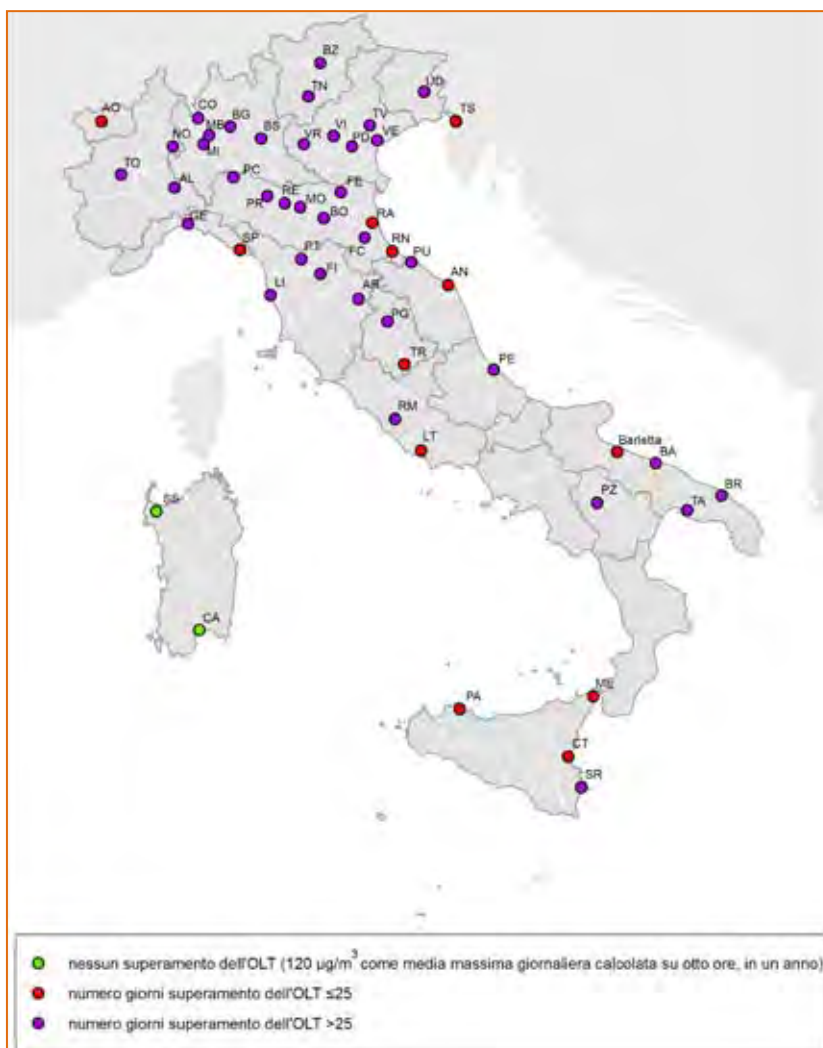 BZ
TN
UD
AO
CO
MB
BG
BS
NO
MI
VR
VI
TV
PD
VE
TS
TO
AL
PC
PR
RE
MO
FE
BO
GE
SP
RA
FC
RN
PU
PT
FI
AN
LI
AR
PG
TR
PE
RM
LT
Barletta
BA
PZ
TA
BR
SS
CA
PA
ME
CT
SR
nessun superamento dell'OLT (120 µg/m³ come media massima giornaliera calcolata su otto ore, in un anno)
numero giorni superamento dell'OLT ≤25
numero giorni superamento dell'OLT >25